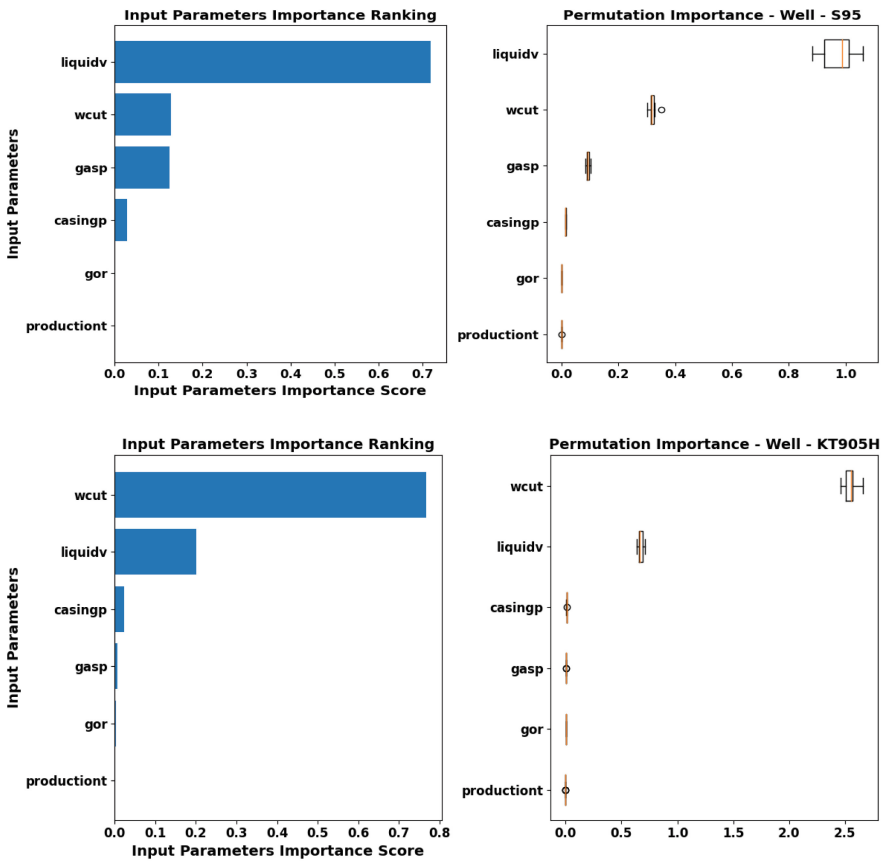 Input Parameters Importance Ranking
Input Parameters
liquidv
wcut
gasp
casingp
gor
productiont
0.0 0.1 0.2 0.3 0.4 0.5 0.6 0.7
Input Parameters Importance Score
Permutation Importance - Well - S95
liquidv
wcut
gasp
casingp
gor
productiont
0.0 0.2 0.4 0.6 0.8 1.0
Input Parameters Importance Ranking
Input Parameters
wcut
liquidv
casingp
gasp
gor
productiont
0.0 0.1 0.2 0.3 0.4 0.5 0.6 0.7 0.8
Input Parameters Importance Score
Permutation Importance - Well - KT905H
wcut
liquidv
casingp
gasp
gor
productiont
0.0 0.5 1.0 1.5 2.0 2.5